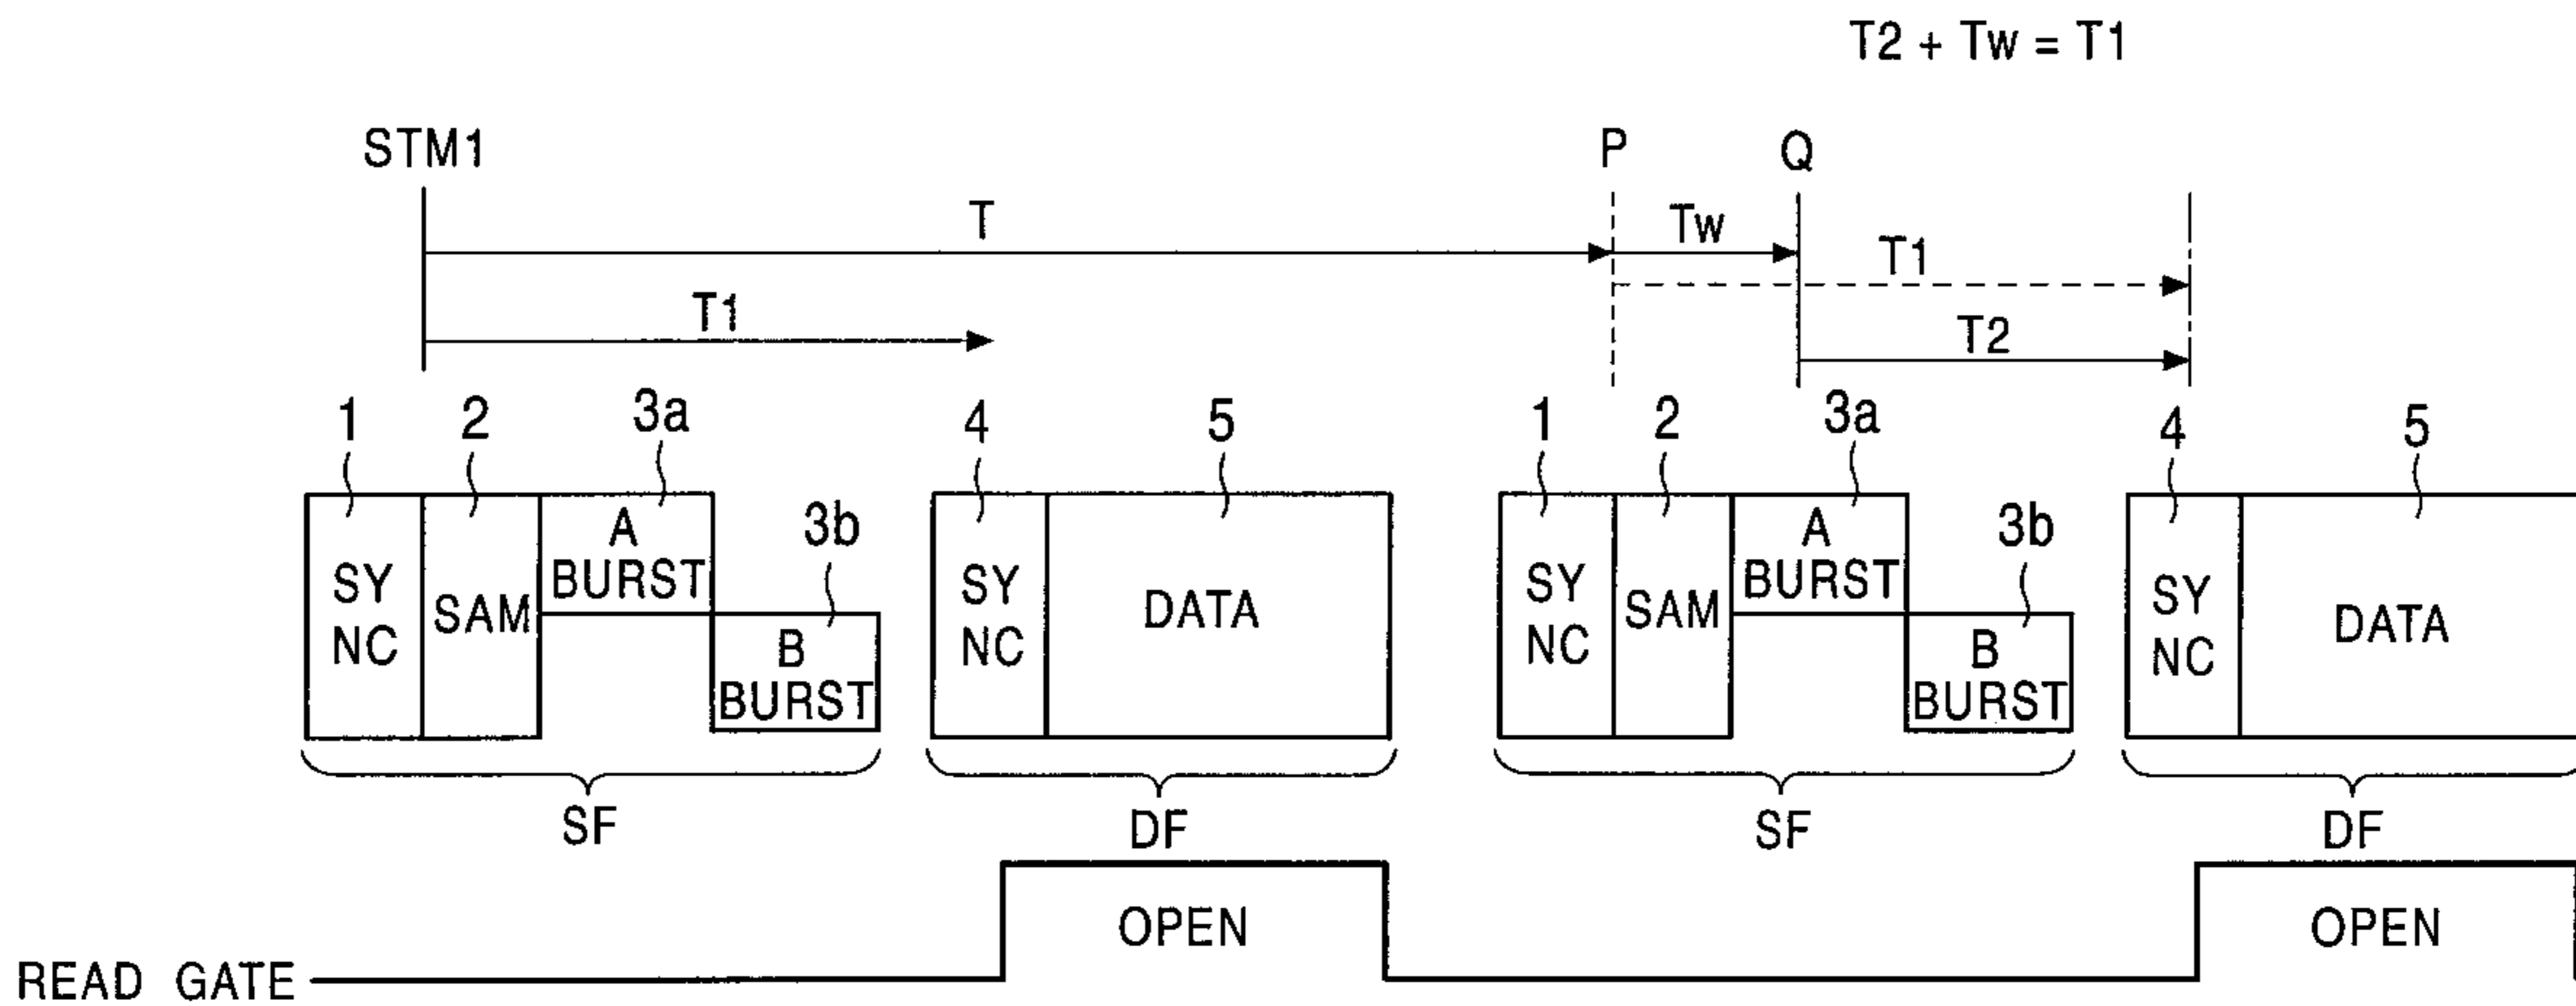 T2 + Tw = T1
STM1
P
Q
T
Tw
T1
T1
T2
1
2
3a
4
5
1
2
3a
4
5
3b
3b
SY
NC
SAM
A
BURST
B
BURST
SY
NC
DATA
SY
NC
SAM
A
BURST
B
BURST
SY
NC
DATA
SF
DF
SF
DF
OPEN
OPEN
READ GATE